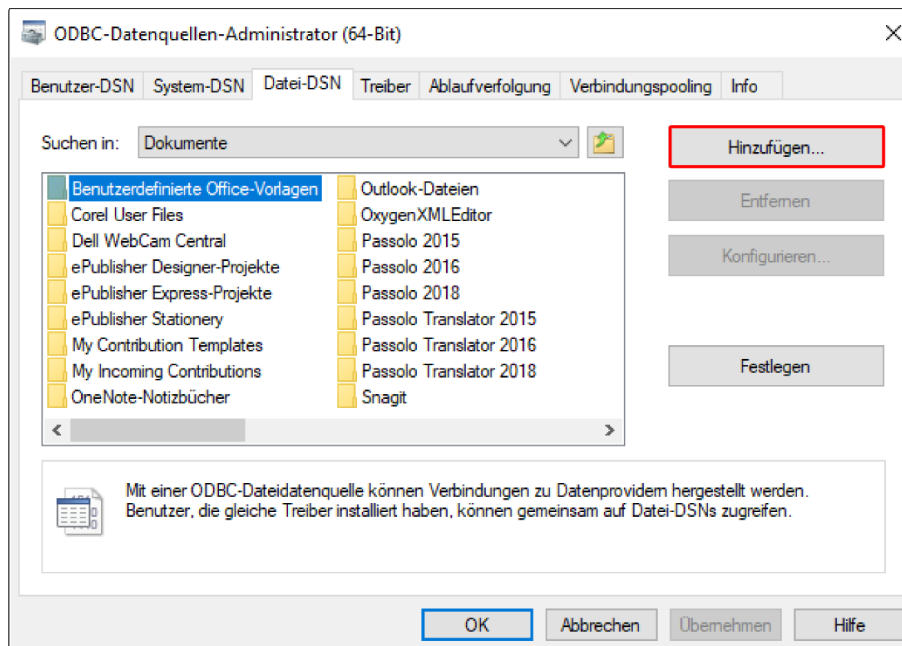 ODBC-Datenquellen-Administrator (64-Bit)
Benutzer-DSN System-DSN Datei-DSN Treiber Ablaufverfolgung Verbindungspooling Info
Suchen in: Dokumente
Hinzufügen...
Entfernen
Konfigurieren...
Festlegen
Benutzerdefinierte Office-Vorlagen
Corel User Files
Dell WebCam Central
ePublisher Designer-Projekte
ePublisher Express-Projekte
ePublisher Stationery
My Contribution Templates
My Incoming Contributions
OneNote-Notizbücher
Outlook-Dateien
OxygenXMLEditor
Passolo 2015
Passolo 2016
Passolo 2018
Passolo Translator 2015
Passolo Translator 2016
Passolo Translator 2018
Snagit
Mit einer ODBC-Dateidatenquelle können Verbindungen zu Datenprovidern hergestellt werden.
Benutzer, die gleiche Treiber installiert haben, können gemeinsam auf Datei-DSNs zugreifen.
OK Abbrechen Übernehmen Hilfe